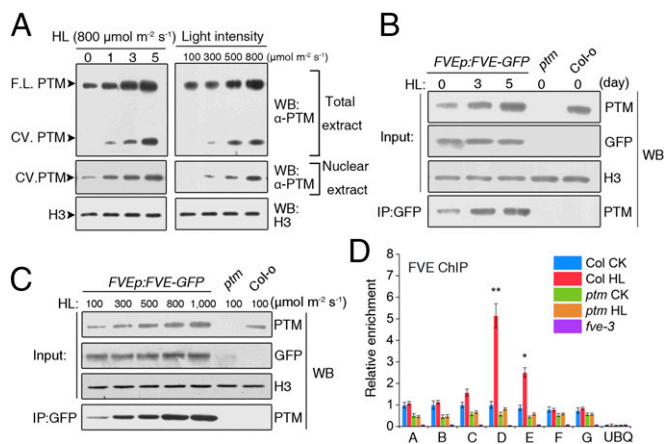 A
HL (800 μmol m⁻² s⁻¹)
Light intensity
0 1 3 5
100 300 500 800 (μmol m⁻² s⁻¹)
F.L. PTM
CV. PTM
WB: α-PTM
Total extract
CV.PTM
WB: α-PTM
Nuclear extract
H3
WB: H3
B
FVEp:FVE-GFP ptm Col-o
HL: 0 3 5 0 0 (day)
PTM
Input:
GFP
H3
IP:GFP
PTM
WB
C
FVEp:FVE-GFP ptm Col-o
HL: 100 300 500 800 1,000 100 100 (μmol m⁻² s⁻¹)
PTM
Input:
GFP
H3
IP:GFP
PTM
WB
D
FVE ChIP
Col CK
Col HL
ptm CK
ptm HL
fve-3
Relative enrichment
8
7
6
5
4
3
2
1
0
**
*
A B C D E F G UBQ